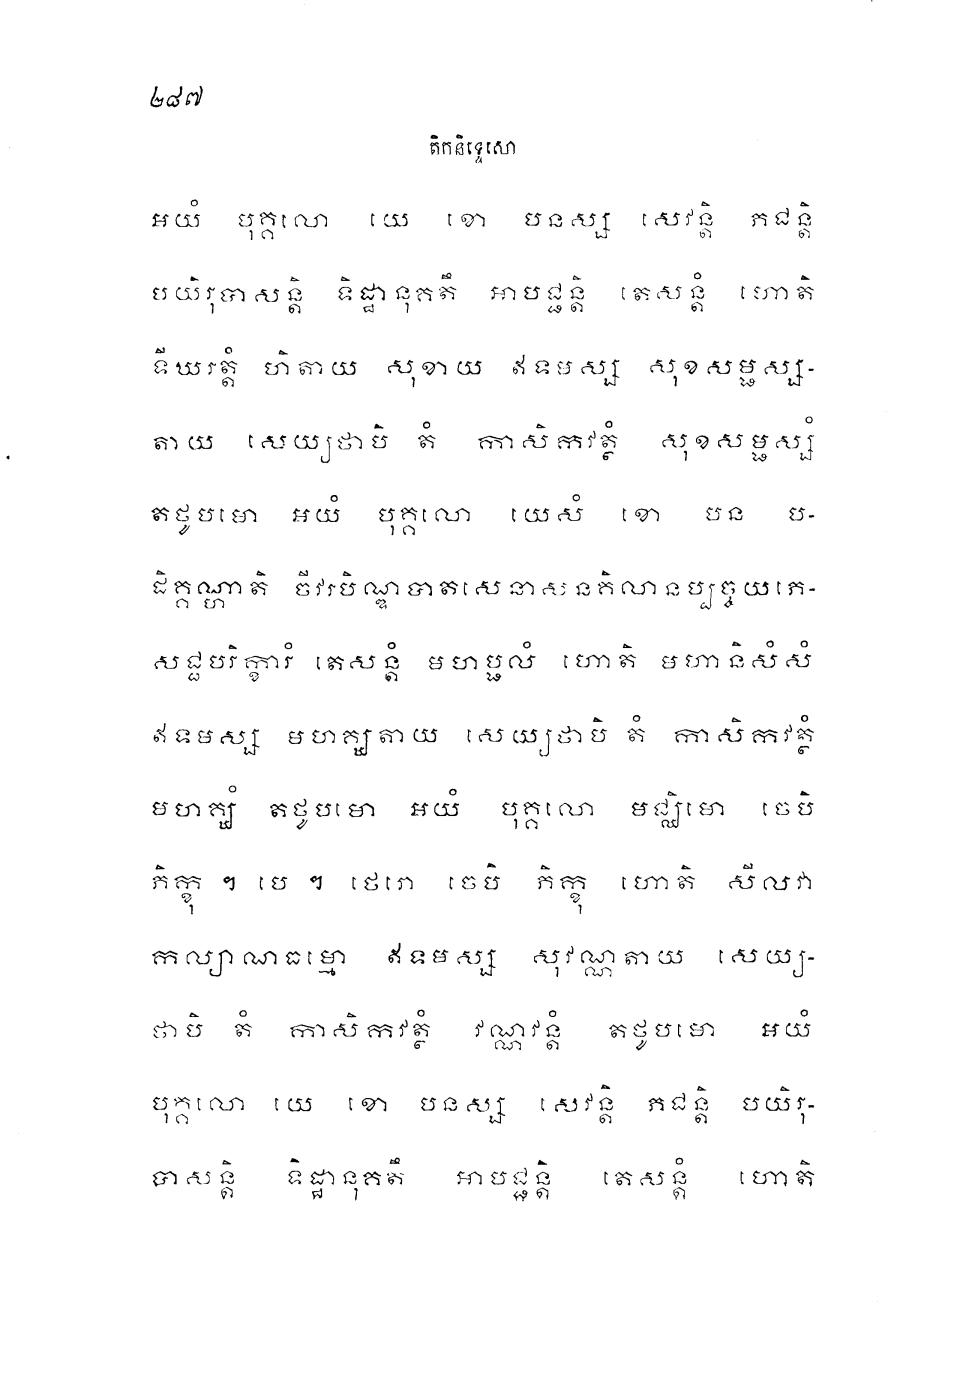 ២៨៧
តិកនិទ្ទេសោ
អយំ បុគ្គលោ យេ ខោ បនស្ស សេវន្តិ ភជន្តិ
បយិរុបាសន្តិ ទិដ្ឋានុគតឹ អាបជ្ជន្តិ តេសន្តំ ហោតិ
ទីឃរត្តំ ហិតាយ សុខាយ ឥទមស្ស សុខសម្ផស្ស-
តាយ សេយ្យថាបិ តំ កាសិកវត្ថំ សុខសម្ផស្សំ
តថូបមោ អយំ បុគ្គលោ យេសំ ខោ បន ប-
ដិគ្គណ្ហាតិ ចីវរបិណ្ឌបាតសេនាសនគិលានប្បច្ចយភេ-
សជ្ជបរិក្ខារំ តេសន្តំ មហប្ផលំ ហោតិ មហានិសំសំ
ឥទមស្ស មហគ្ឃតាយ សេយ្យថាបិ តំ កាសិកវត្ថំ
មហគ្ឃំ តថូបមោ អយំ បុគ្គលោ មជ្ឈិមោ ចេបិ
ភិក្ខុ ។ បេ ។ ថេរោ ចេបិ ភិក្ខុ ហោតិ សីលវា
កល្យាណធម្មោ ឥទមស្ស សុវណ្ណតាយ សេយ្យ-
ថាបិ តំ កាសិកវត្ថំ វណ្ណវន្តំ តថូបមោ អយំ
បុគ្គលោ យេ ខោ បនស្ស សេវន្តិ ភជន្តិ បយិរុ-
បាសន្តិ ទិដ្ឋានុគតឹ អាបជ្ជន្តិ តេសន្តំ ហោតិ